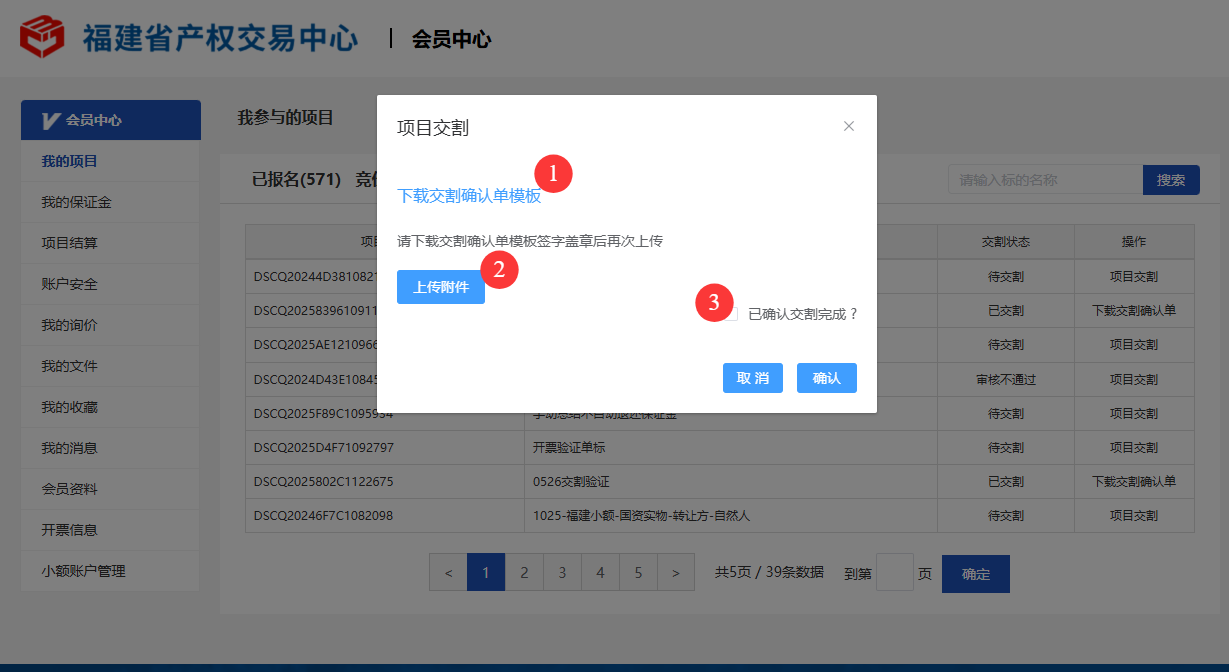 福建省产权交易中心 | 会员中心
会员中心
我的项目
我的保证金
项目结算
账户安全
我的询价
我的文件
我的收藏
我的消息
会员资料
开票信息
小额账户管理
我参与的项目
已报名(571)
请输入标的名称 搜索
交割状态 操作
DSCQ20244D381082 待交割 项目交割
DSCQ202583961091 已交割 下载交割确认单
DSCQ2025AE1210966 待交割 项目交割
DSCQ2024D43E1084 审核不通过 项目交割
DSCQ2025F89C1095934 待交割 项目交割
DSCQ2025D4F71092797 开票验证单标 待交割 项目交割
DSCQ2025802C1122675 0526交割验证 已交割 下载交割确认单
DSCQ20246F7C1082098 1025-福建小额-国资实物-转让方-自然人 待交割 项目交割
< 1 2 3 4 5 > 共5页 / 39条数据 到第 页 确定
项目交割 ×
1
下载交割确认单模板
请下载交割确认单模板签字盖章后再次上传
2
上传附件
3
已确认交割完成？
取 消 确认